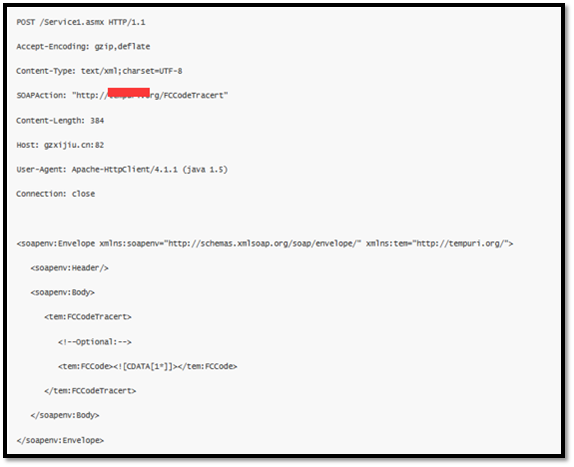 POST /Service1.asmx HTTP/1.1
Accept-Encoding: gzip,deflate
Content-Type: text/xml;charset=UTF-8
SOAPAction: "http://rg/FCCodeTracert"
Content-Length: 384
Host: gzxijiu.cn:82
User-Agent: Apache-HttpClient/4.1.1 (java 1.5)
Connection: close
<soapenv:Envelope xmlns:soapenv="http://schemas.xmlsoap.org/soap/envelope/" xmlns:tem="http://tempuri.org/">
<soapenv:Header/>
<soapenv:Body>
<tem:FCCodeTracert>
<!--Optional:-->
<tem:FCCode><![CDATA[1*]]></tem:FCCode>
</tem:FCCodeTracert>
</soapenv:Body>
</soapenv:Envelope>